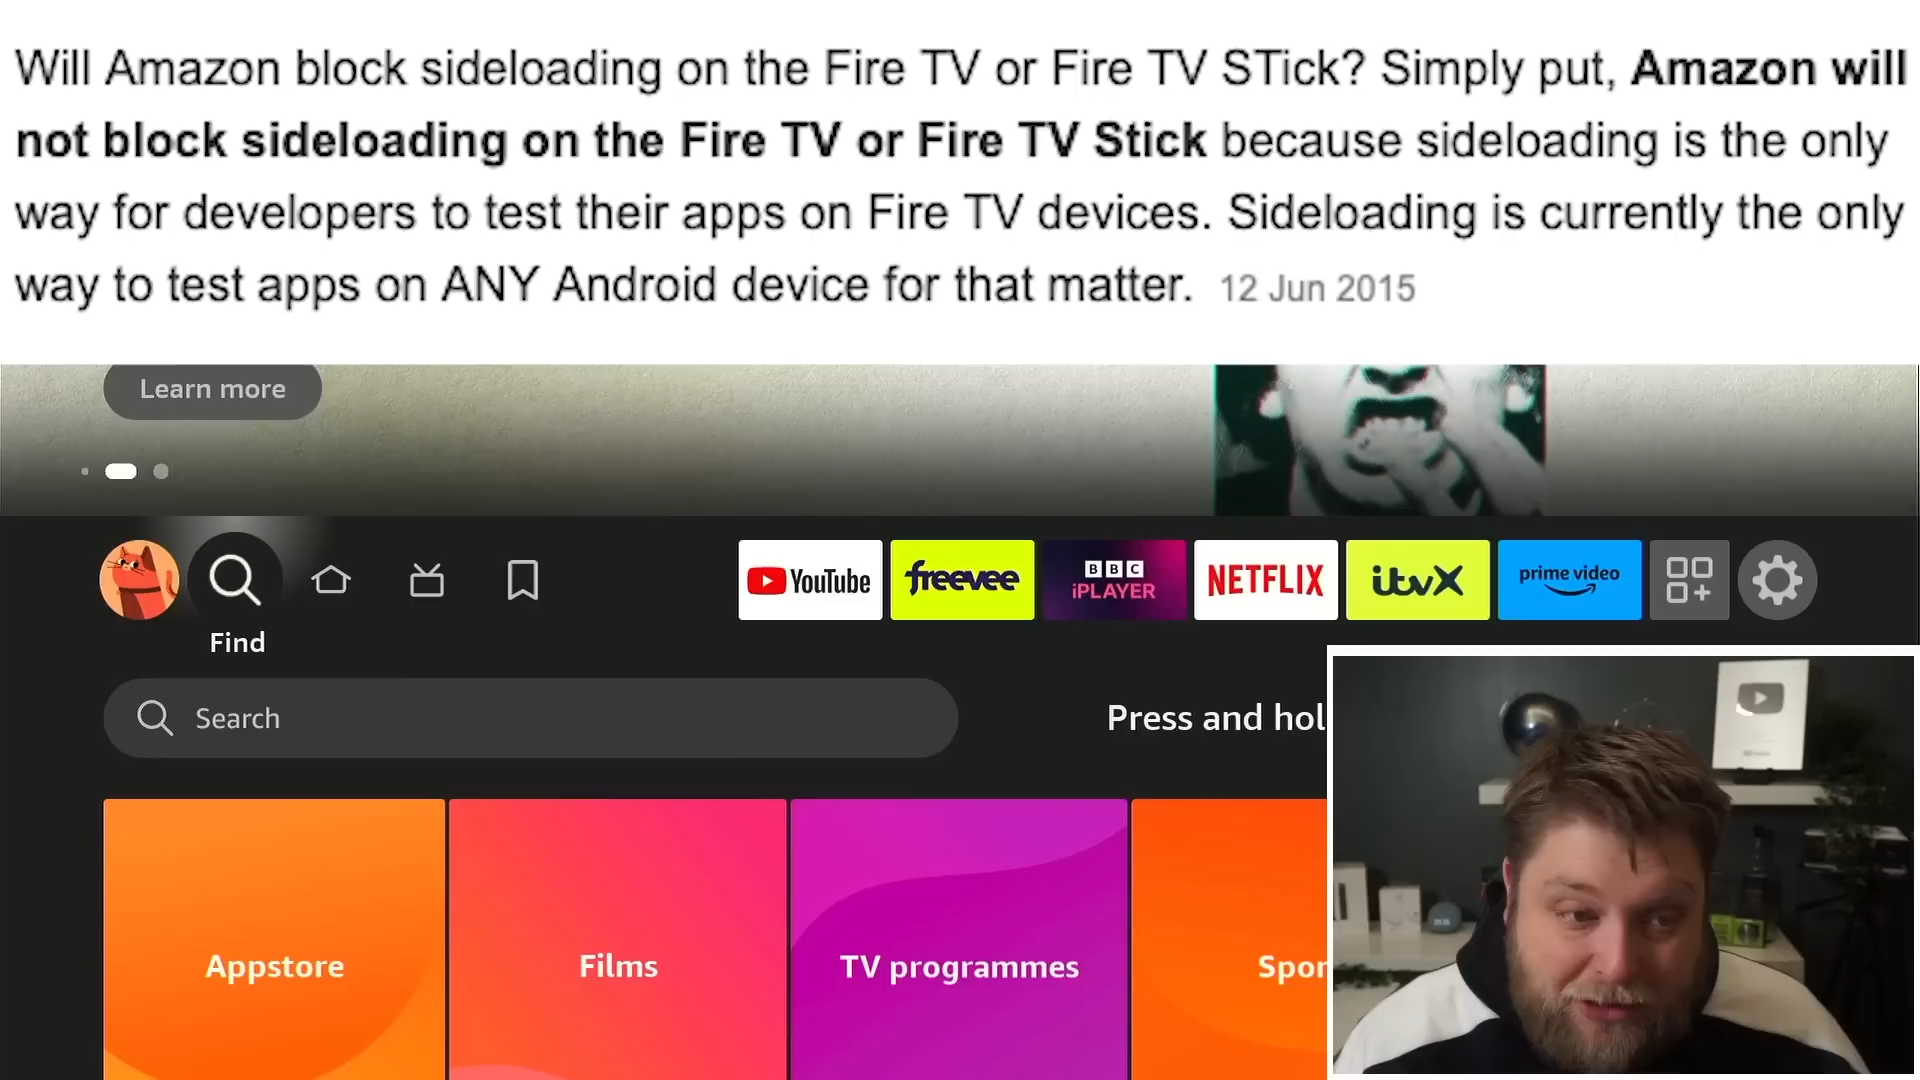 Will Amazon block sideloading on the Fire TV or Fire TV STick? Simply put, Amazon will
not block sideloading on the Fire TV or Fire TV Stick because sideloading is the only
way for developers to test their apps on Fire TV devices. Sideloading is currently the only
way to test apps on ANY Android device for that matter. 12 Jun 2015
Learn more
YouTube
freevee
BBC
iPLAYER
NETFLIX
itvX
prime video
Find
Search
Press and hol
Appstore
Films
TV programmes
Spor